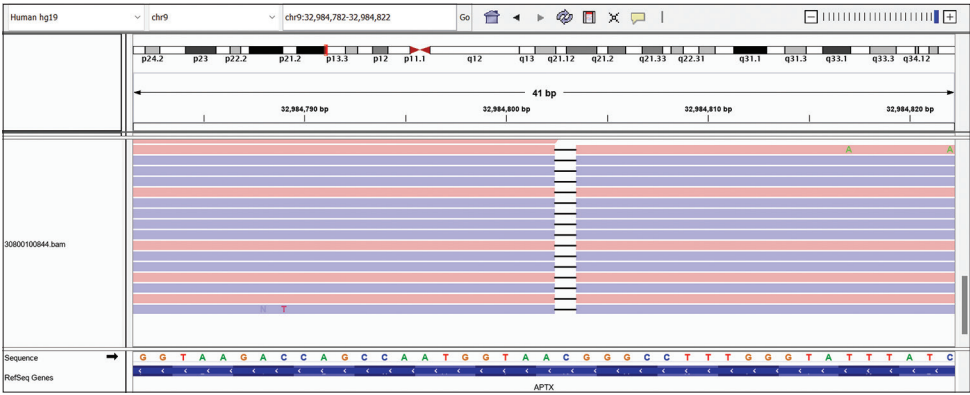 Human hg19 chr9 chr9:32,984,782-32,984,822 Go
p24.2 p23 p22.2 p21.2 p13.3 p12 p11.1 q12 q13 q21.12 q21.2 q21.33 q22.31 q31.1 q31.3 q33.1 q33.3 q34.12
41 bp
32,984,790 bp 32,984,800 bp 32,984,810 bp 32,984,820 bp
A A
30800100844.bam
N T
Sequence G G T A A G A C C A G C C A A T G G T A A C G G G C C T T T G G G T A T T T A T C
RefSeq Genes
APTX